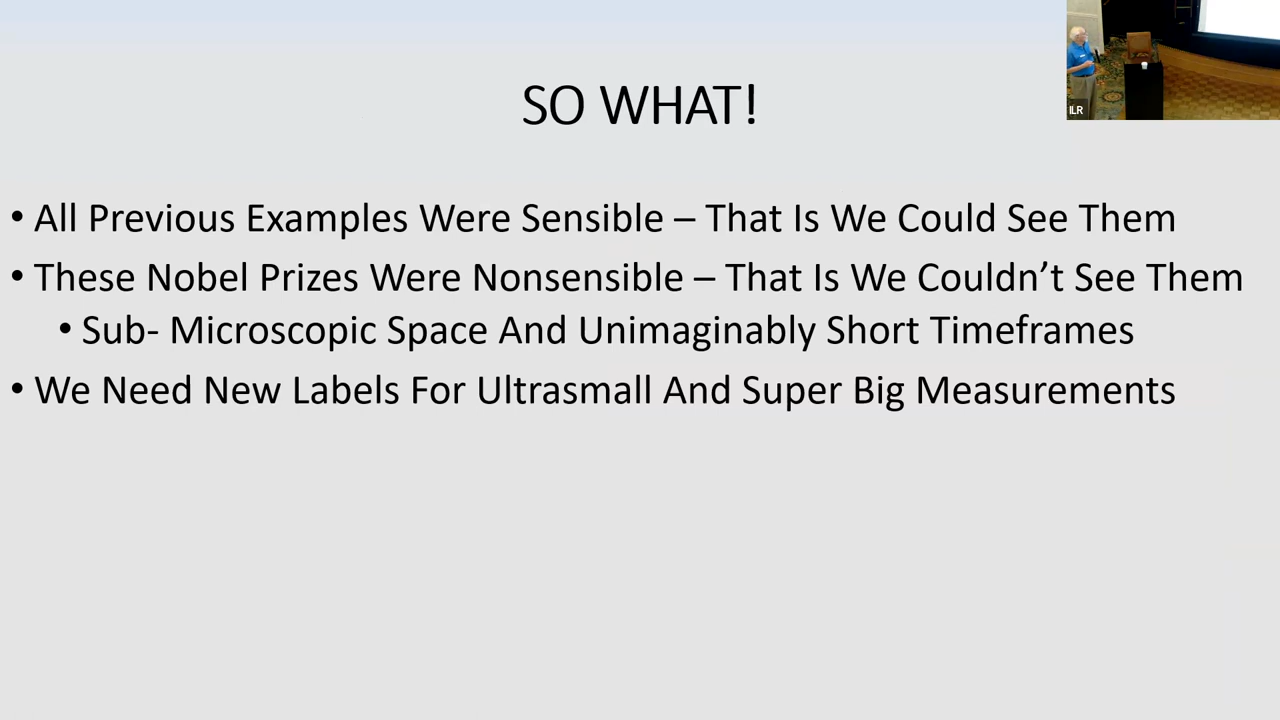 SO WHAT!
ILR
• All Previous Examples Were Sensible – That Is We Could See Them
• These Nobel Prizes Were Nonsensible – That Is We Couldn’t See Them
• Sub- Microscopic Space And Unimaginably Short Timeframes
• We Need New Labels For Ultrasmall And Super Big Measurements